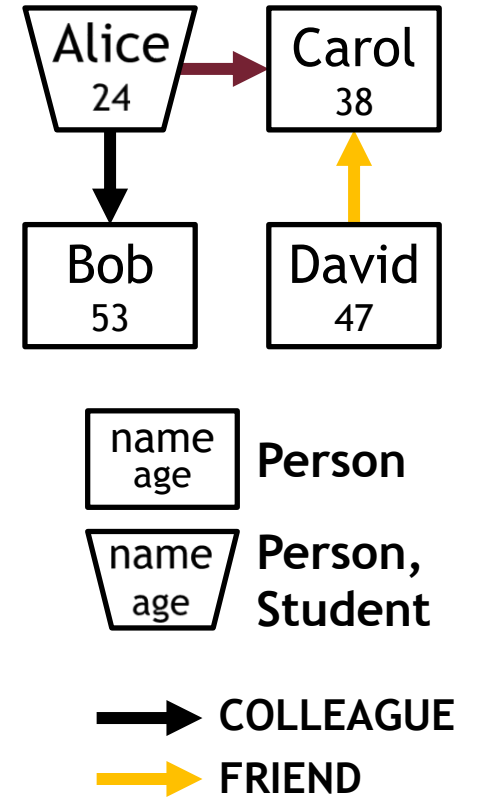 Alice
24
Carol
38
Bob
53
David
47
name
age
Person
name
age
Person,
Student
COLLEAGUE
FRIEND